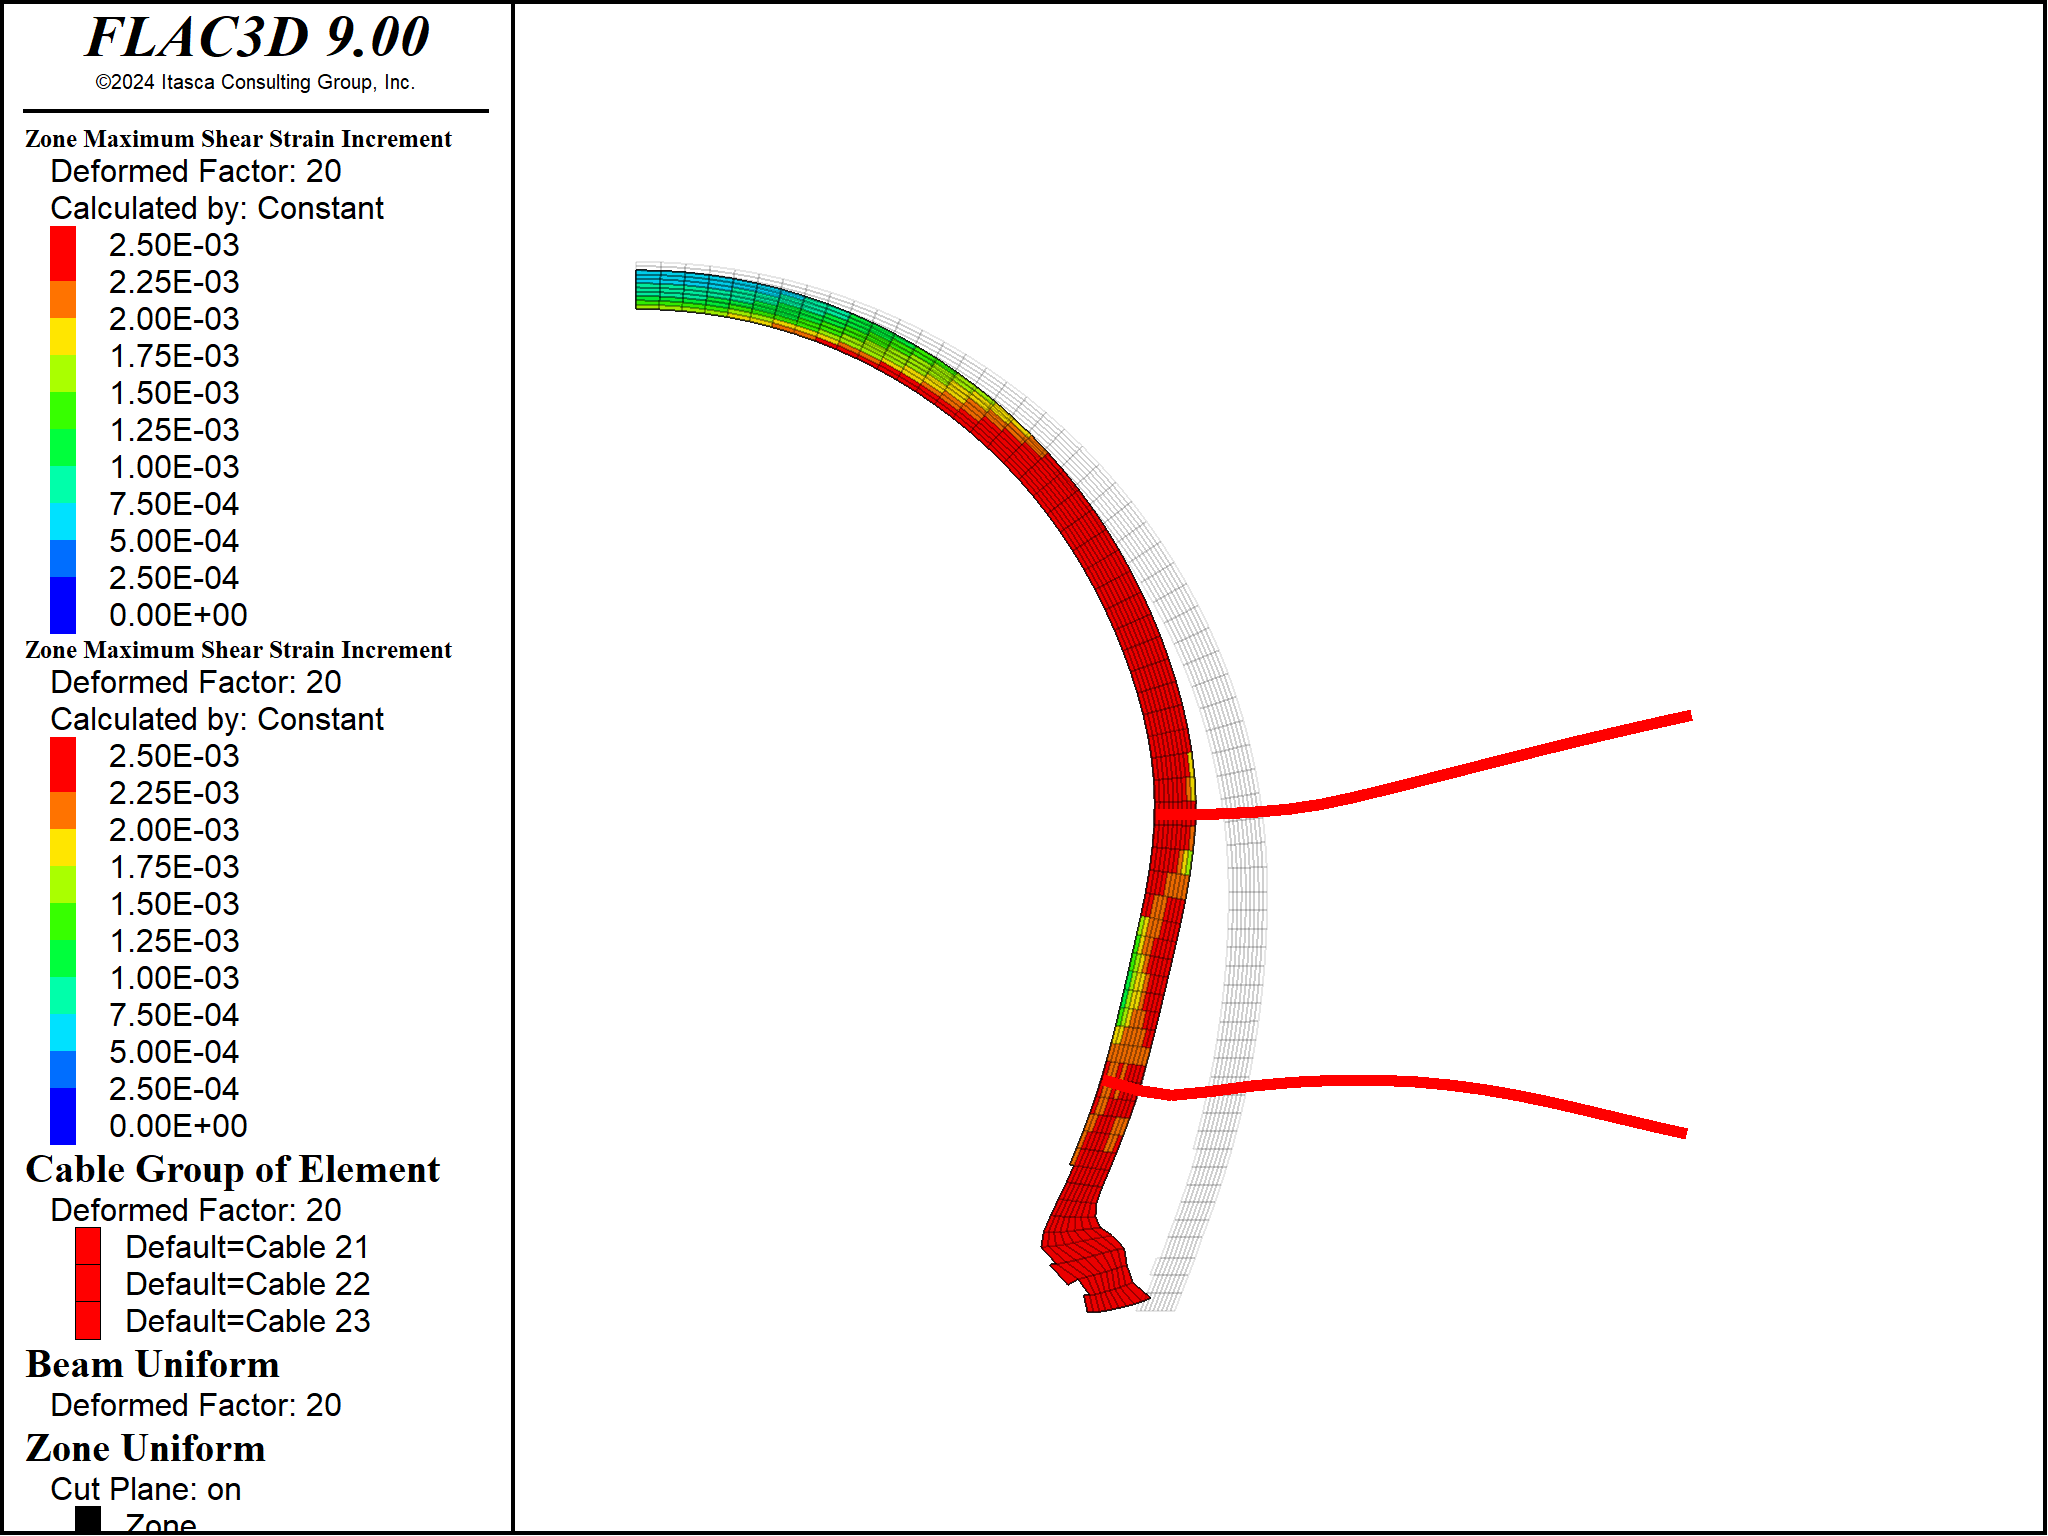 FLAC3D 9.00
©2024 Itasca Consulting Group, Inc.
Zone Maximum Shear Strain Increment
Deformed Factor: 20
Calculated by: Constant
2.50E-03
2.25E-03
2.00E-03
1.75E-03
1.50E-03
1.25E-03
1.00E-03
7.50E-04
5.00E-04
2.50E-04
0.00E+00
Zone Maximum Shear Strain Increment
Deformed Factor: 20
Calculated by: Constant
2.50E-03
2.25E-03
2.00E-03
1.75E-03
1.50E-03
1.25E-03
1.00E-03
7.50E-04
5.00E-04
2.50E-04
0.00E+00
Cable Group of Element
Deformed Factor: 20
Default=Cable 21
Default=Cable 22
Default=Cable 23
Beam Uniform
Deformed Factor: 20
Zone Uniform
Cut Plane: on
Zone